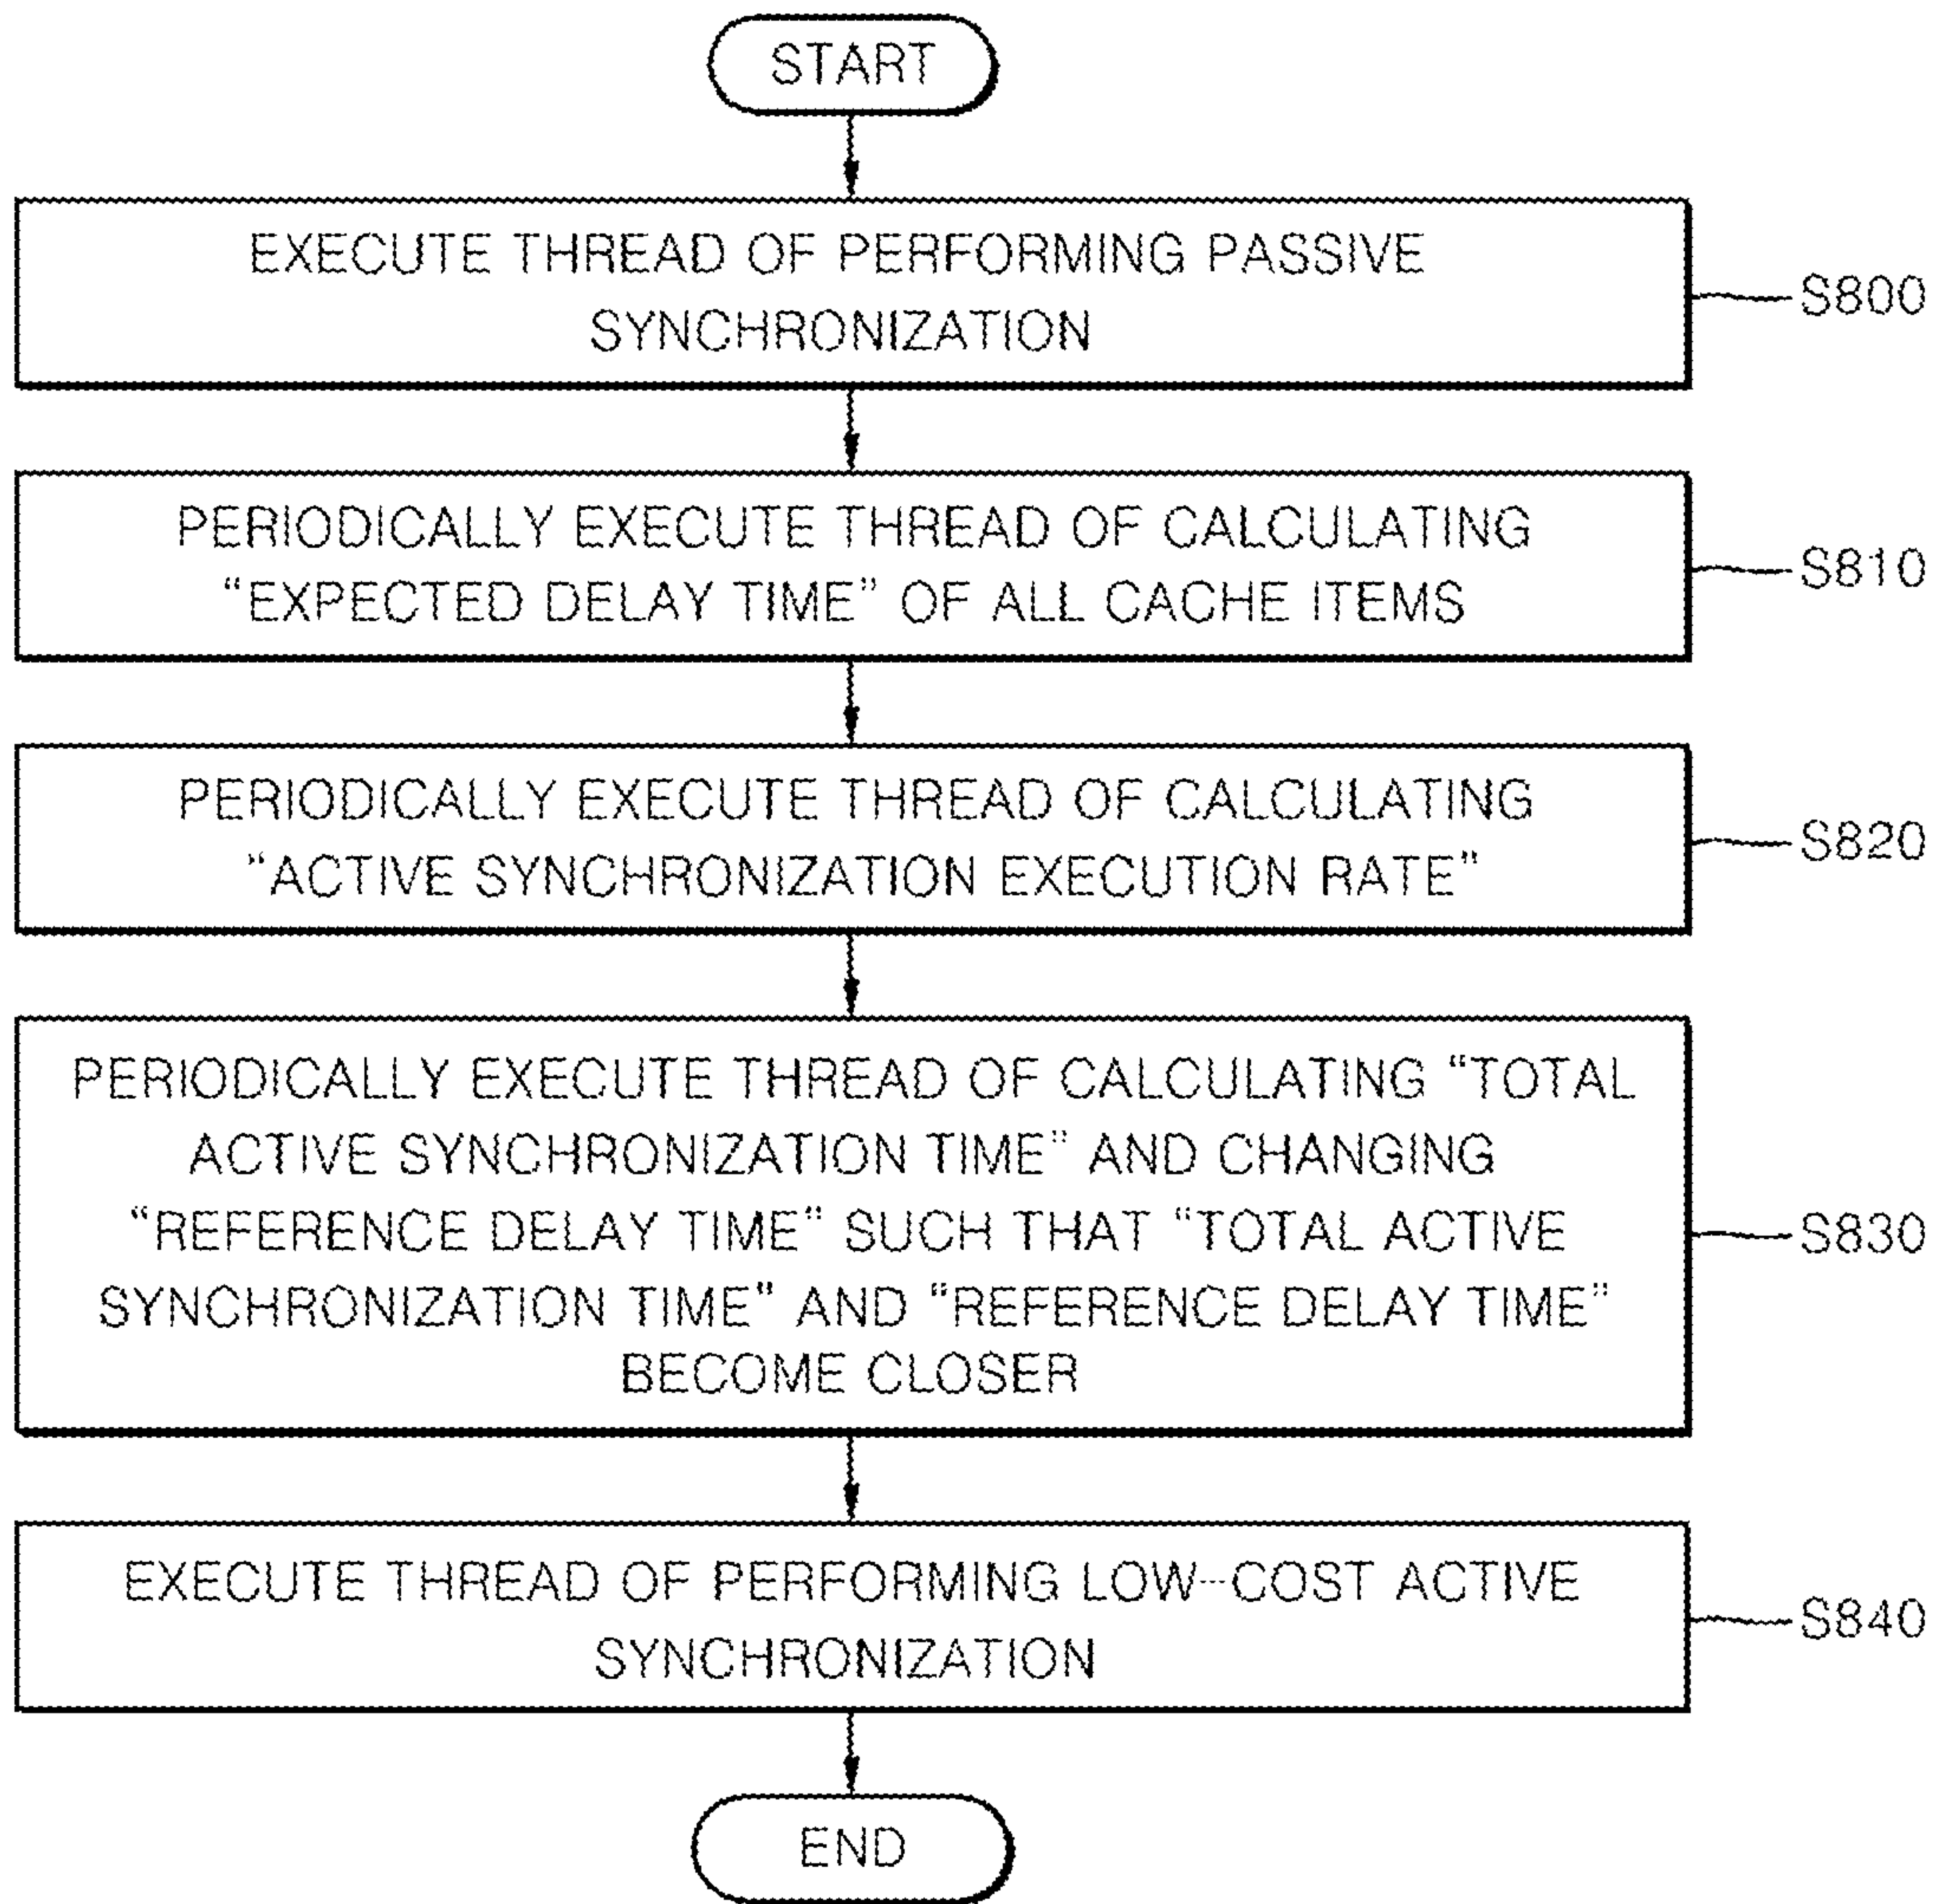 START
EXECUTE THREAD OF PERFORMING PASSIVE
SYNCHRONIZATION
S800
PERIODICALLY EXECUTE THREAD OF CALCULATING
“EXPECTED DELAY TIME” OF ALL CACHE ITEMS
S810
PERIODICALLY EXECUTE THREAD OF CALCULATING
“ACTIVE SYNCHRONIZATION EXECUTION RATE”
S820
PERIODICALLY EXECUTE THREAD OF CALCULATING “TOTAL
ACTIVE SYNCHRONIZATION TIME” AND CHANGING
“REFERENCE DELAY TIME” SUCH THAT “TOTAL ACTIVE
SYNCHRONIZATION TIME” AND “REFERENCE DELAY TIME”
BECOME CLOSER
S830
EXECUTE THREAD OF PERFORMING LOW-COST ACTIVE
SYNCHRONIZATION
S840
END